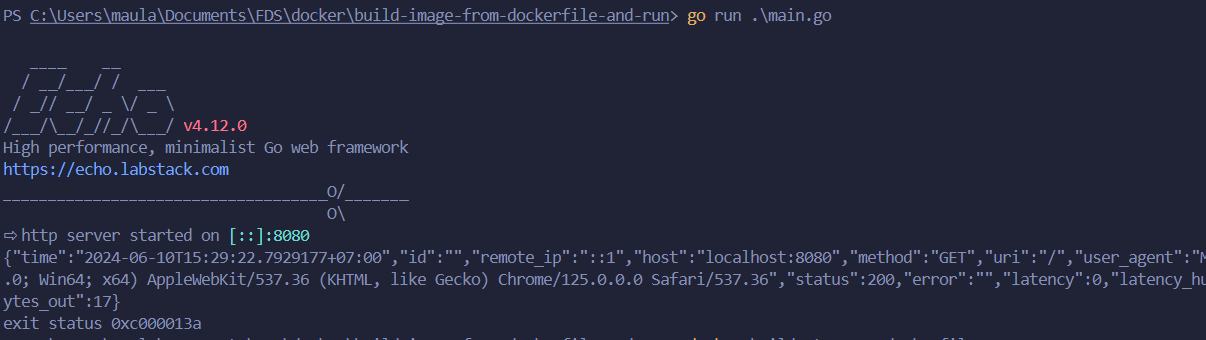 PS C:\Users\maula\Documents\FDS\docker\build-image-from-dockerfile-and-run> go run .\main.go
   ____    __
  / __/___/ /  ___
 / _// __/ _ \/ _ \
/___/\__/_//_/\___/ v4.12.0
High performance, minimalist Go web framework
https://echo.labstack.com
____________________________________O/_______
                                    O\
⇨ http server started on [::]:8080
{"time":"2024-06-10T15:29:22.7929177+07:00","id":"","remote_ip":"::1","host":"localhost:8080","method":"GET","uri":"/","user_agent":"M
.0; Win64; x64) AppleWebKit/537.36 (KHTML, like Gecko) Chrome/125.0.0.0 Safari/537.36","status":200,"error":"","latency":0,"latency_hu
ytes_out":17}
exit status 0xc000013a